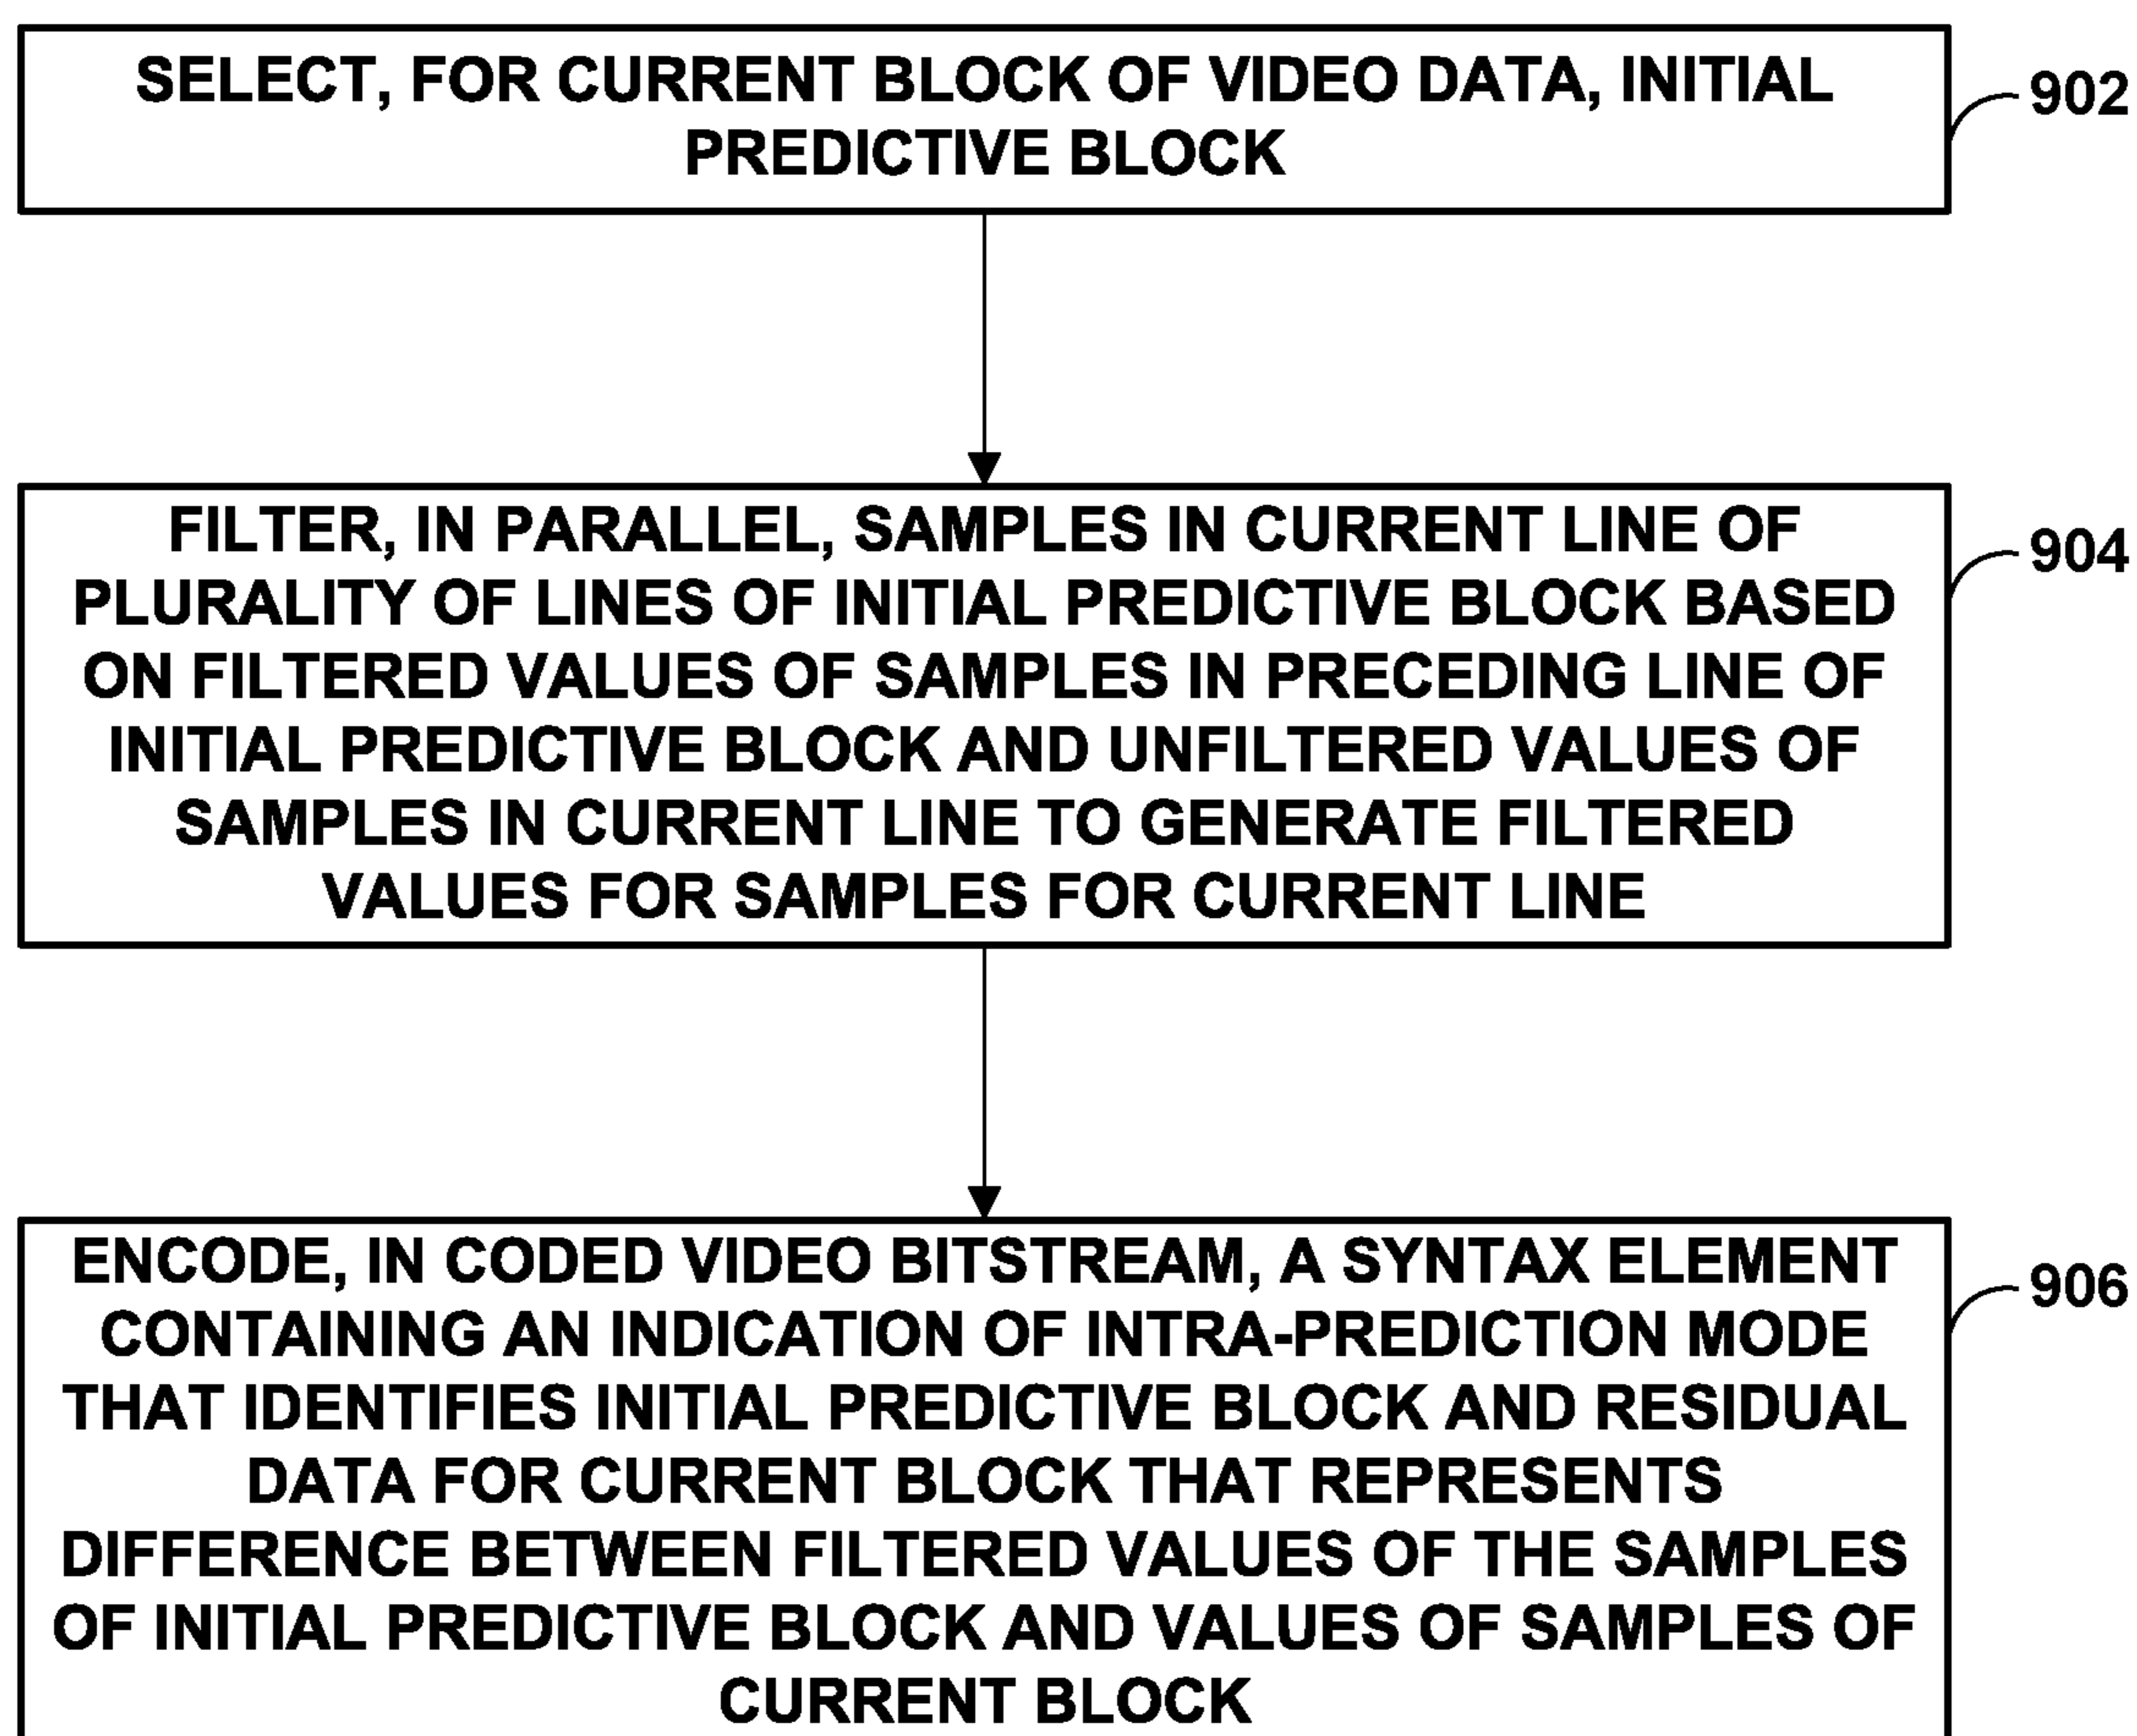 SELECT, FOR CURRENT BLOCK OF VIDEO DATA, INITIAL
PREDICTIVE BLOCK
902
FILTER, IN PARALLEL, SAMPLES IN CURRENT LINE OF
PLURALITY OF LINES OF INITIAL PREDICTIVE BLOCK BASED
ON FILTERED VALUES OF SAMPLES IN PRECEDING LINE OF
INITIAL PREDICTIVE BLOCK AND UNFILTERED VALUES OF
SAMPLES IN CURRENT LINE TO GENERATE FILTERED
VALUES FOR SAMPLES FOR CURRENT LINE
904
ENCODE, IN CODED VIDEO BITSTREAM, A SYNTAX ELEMENT
CONTAINING AN INDICATION OF INTRA-PREDICTION MODE
THAT IDENTIFIES INITIAL PREDICTIVE BLOCK AND RESIDUAL
DATA FOR CURRENT BLOCK THAT REPRESENTS
DIFFERENCE BETWEEN FILTERED VALUES OF THE SAMPLES
OF INITIAL PREDICTIVE BLOCK AND VALUES OF SAMPLES OF
CURRENT BLOCK
906